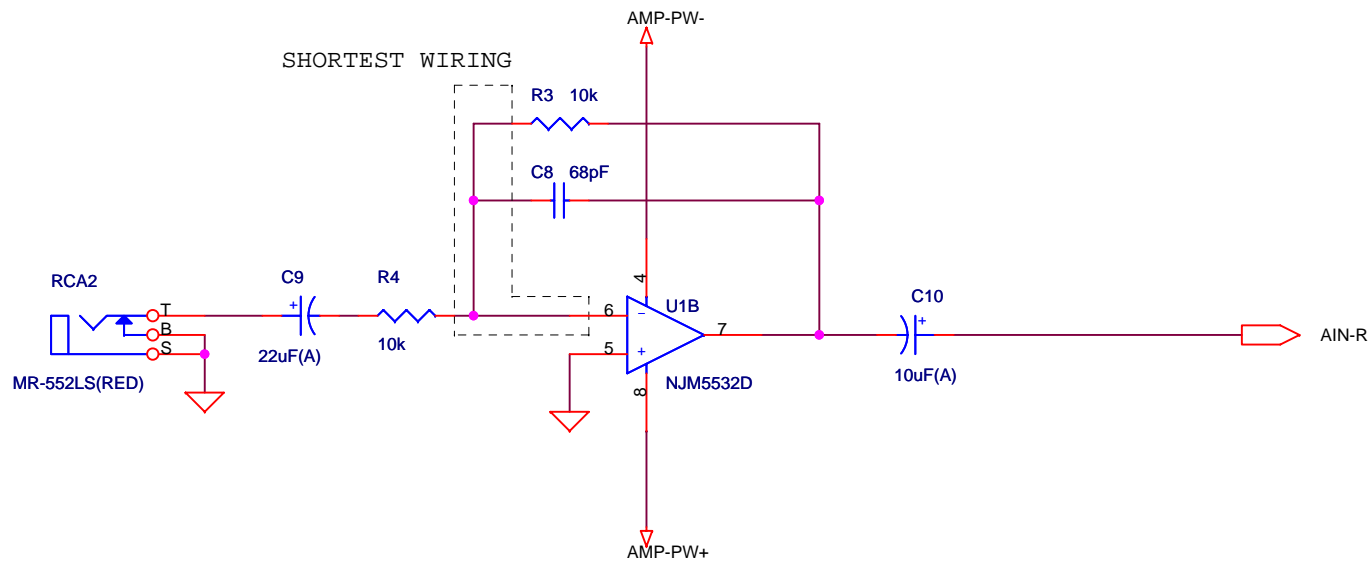 AMP-PW-
SHORTEST WIRING
R3 10k
C8 68pF
4
RCA2
C9
R4
C10
T
+
6
−
U1B
+
B
7
AIN-R
S
10k
5
+
22uF(A)
10uF(A)
MR-552LS(RED)
8
NJM5532D
AMP-PW+